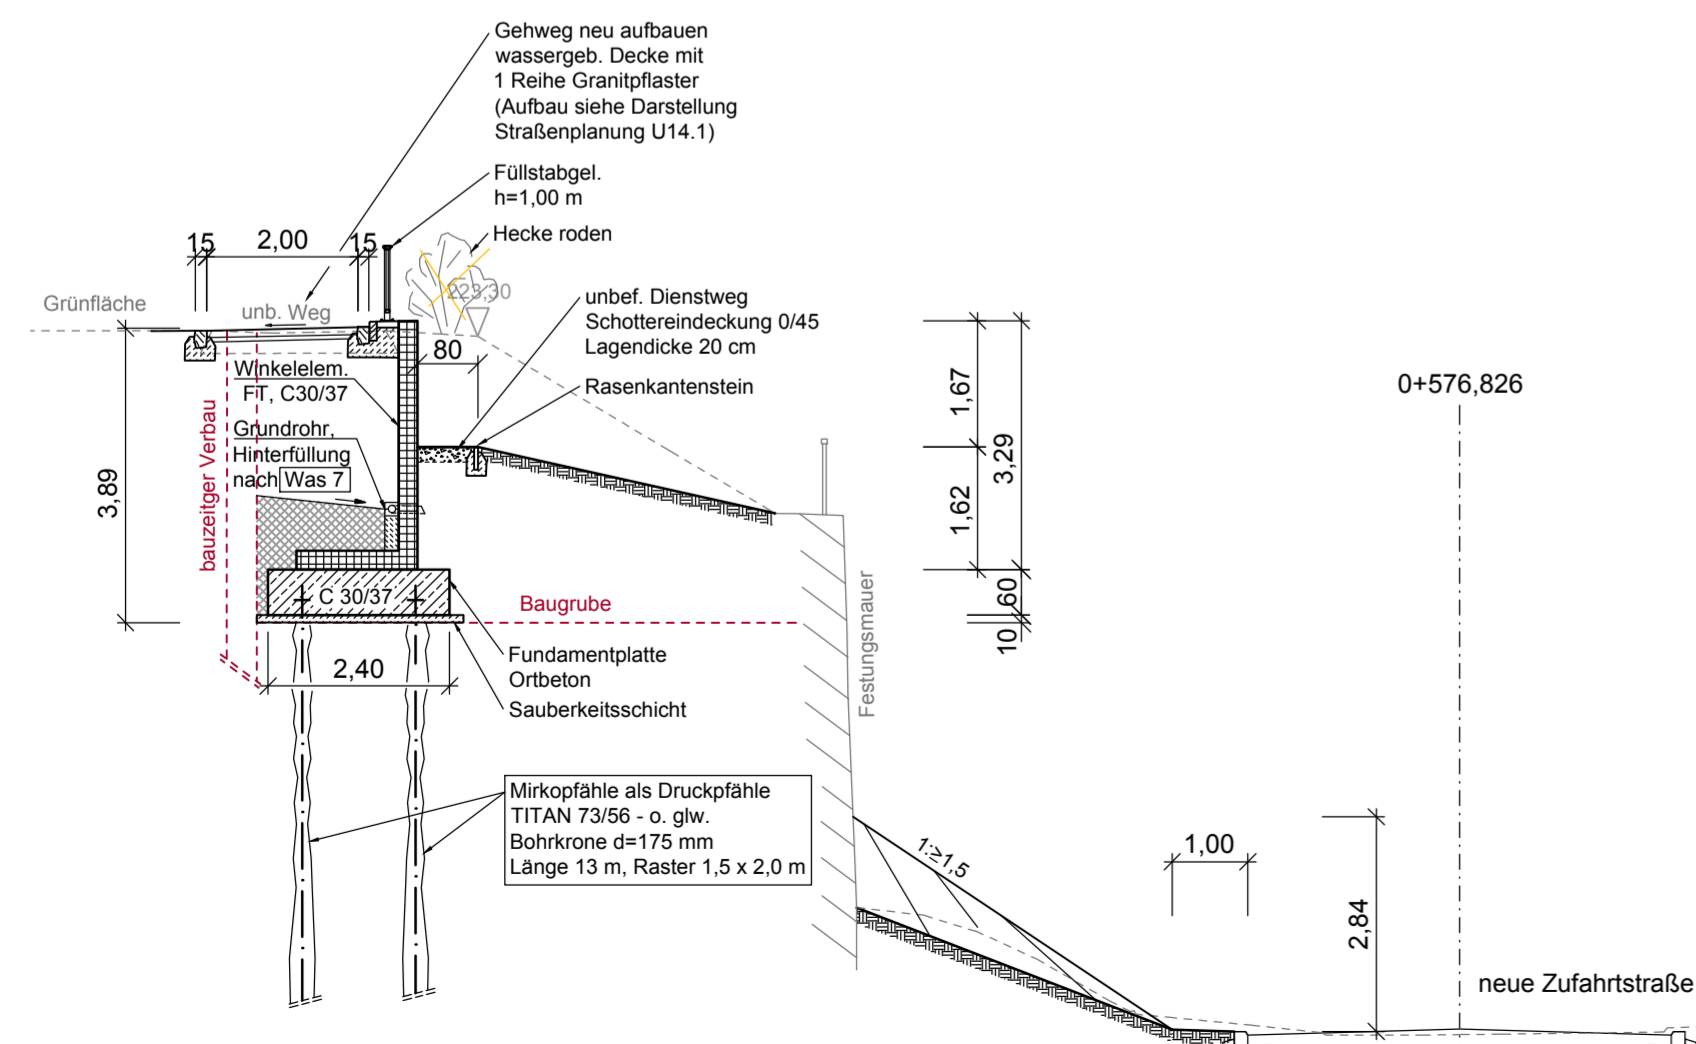 Gehweg neu aufbauen
wassergeb. Decke mit
1 Reihe Granitpflaster
(Aufbau siehe Darstellung
Straßenplanung U14.1)
Füllstabgel.
h=1,00 m
Hecke roden
15
2,00
15
223,30
Grünfläche
unb. Weg
unbef. Dienstweg
Schottereindeckung 0/45
Lagendicke 20 cm
80
Rasenkantenstein
Winkelelem.
FT, C30/37
Grundrohr,
Hinterfüllung
nach Was 7
bauzeitiger Verbau
3,89
C 30/37
Baugrube
2,40
Fundamentplatte
Ortbeton
Sauberkeitsschicht
Mirkopfähle als Druckpfähle
TITAN 73/56 - o. glw.
Bohrkrone d=175 mm
Länge 13 m, Raster 1,5 x 2,0 m
Festungsmauer
1,67
3,29
1,62
60
10
0+576,826
1:≥1,5
1,00
2,84
neue Zufahrtstraße